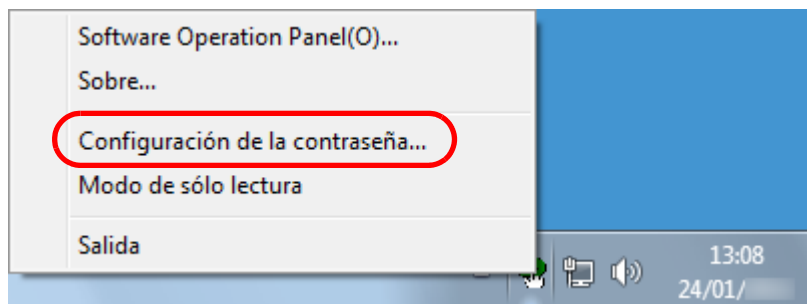 Software Operation Panel(O)...
Sobre...
Configuración de la contraseña...
Modo de sólo lectura
Salida
13:08
24/01/